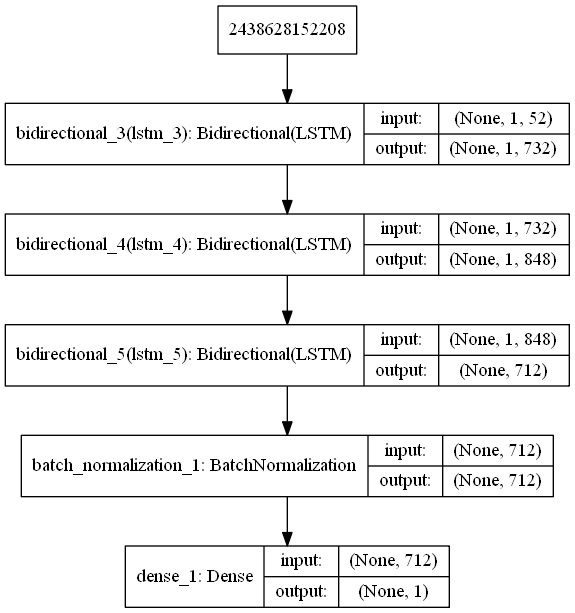 2438628152208
bidirectional_3(lstm_3): Bidirectional(LSTM)
input: (None, 1, 52)
output: (None, 1, 732)
bidirectional_4(lstm_4): Bidirectional(LSTM)
input: (None, 1, 732)
output: (None, 1, 848)
bidirectional_5(lstm_5): Bidirectional(LSTM)
input: (None, 1, 848)
output: (None, 712)
batch_normalization_1: BatchNormalization
input: (None, 712)
output: (None, 712)
dense_1: Dense
input: (None, 712)
output: (None, 1)